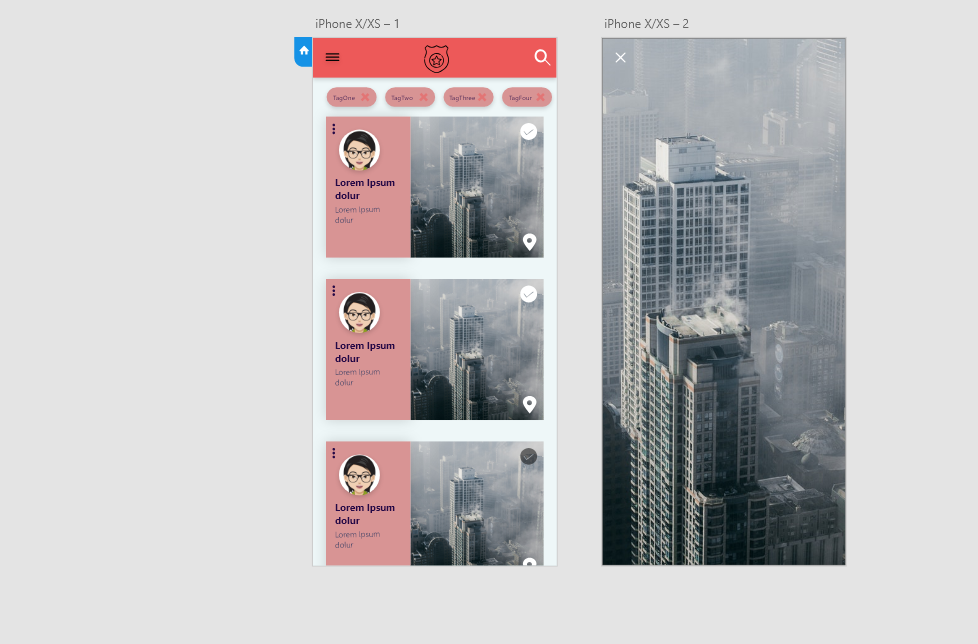 iPhone X/XS – 1
iPhone X/XS – 2
TagOne
TagTwo
TagThree
TagFour
Lorem Ipsum
dolur
Lorem Ipsum
dolur
Lorem Ipsum
dolur
Lorem Ipsum
dolur
Lorem Ipsum
dolur
Lorem Ipsum
dolur